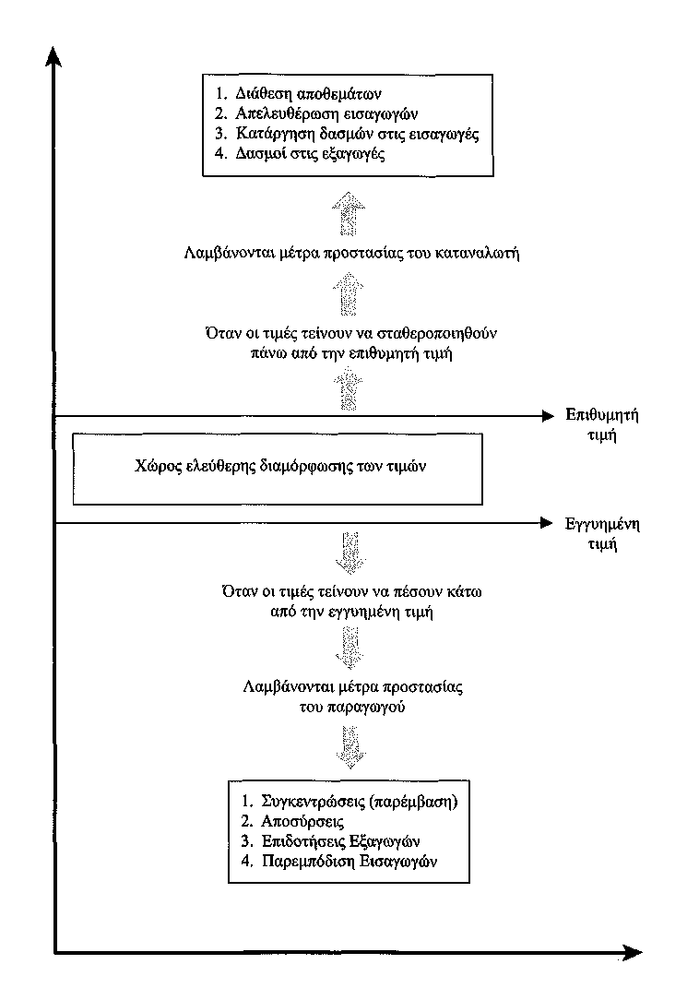 1. Διάθεση αποθεμάτων
2. Απελευθέρωση εισαγωγών
3. Κατάργηση δασμών στις εισαγωγές
4. Δασμοί στις εξαγωγές
Λαμβάνονται μέτρα προστασίας του καταναλωτή
Όταν οι τιμές τείνουν να σταθεροποιηθούν
πάνω από την επιθυμητή τιμή
Επιθυμητή
τιμή
Χώρος ελεύθερης διαμόρφωσης των τιμών
Εγγυημένη
τιμή
Όταν οι τιμές τείνουν να πέσουν κάτω
από την εγγυημένη τιμή
Λαμβάνονται μέτρα προστασίας
του παραγωγού
1. Συγκεντρώσεις (παρέμβαση)
2. Αποσύρσεις
3. Επιδοτήσεις Εξαγωγών
4. Παρεμπόδιση Εισαγωγών